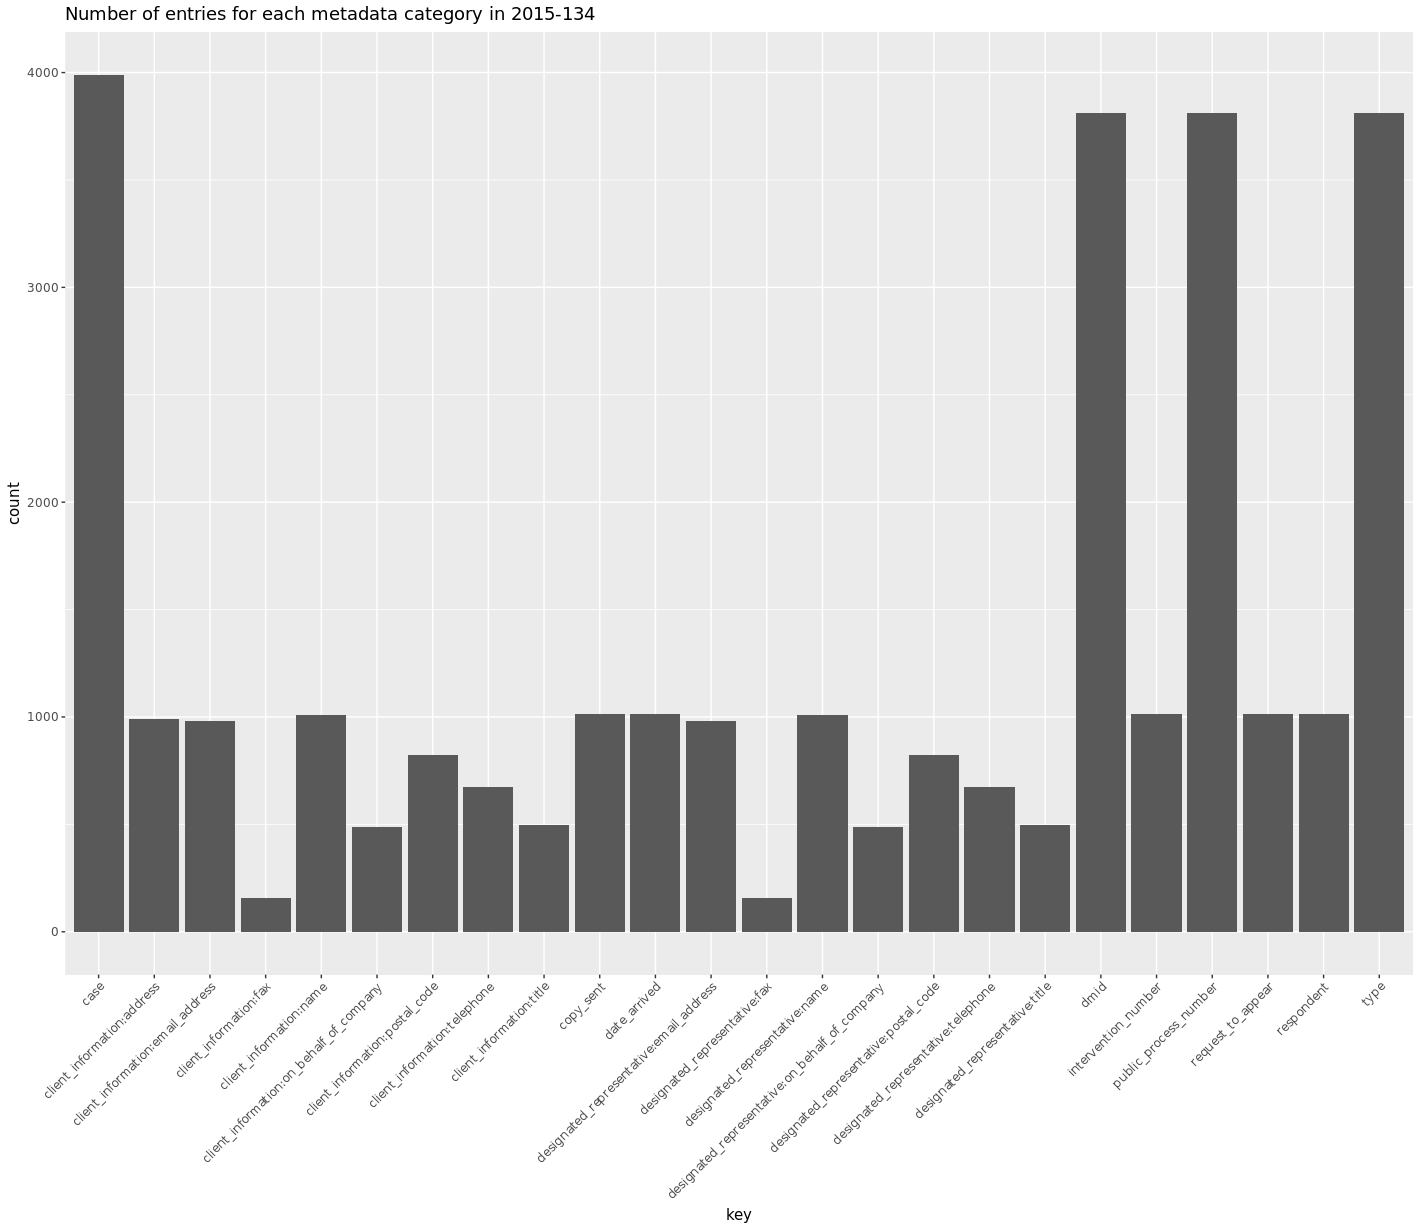 Number of entries for each metadata category in 2015-134
4000
3000
2000
1000
0
count
case
client_information:address
client_information:email_address
client_information:fax
client_information:name
client_information:on_behalf_of_company
client_information:postal_code
client_information:telephone
client_information:title
copy_sent
date_arrived
designated_representative:email_address
designated_representative:fax
designated_representative:name
designated_representative:on_behalf_of_company
designated_representative:postal_code
designated_representative:telephone
designated_representative:title
dmid
intervention_number
public_process_number
request_to_appear
respondent
type
key